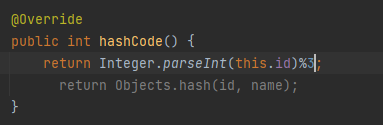 @Override
public int hashCode() {
return Integer.parseInt(this.id)%3;
return Objects.hash(id, name);
}